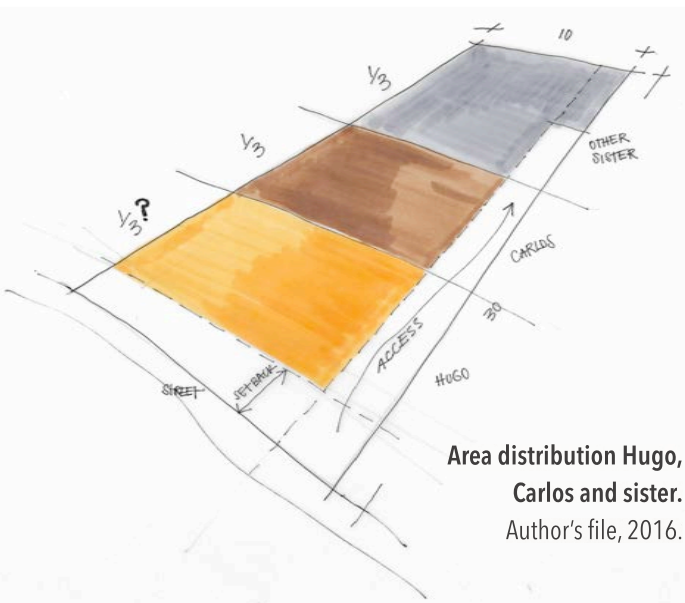 10
1/3
OTHER
SISTER
1/3
1/3?
CARLOS
30
ACCESS
HUGO
SETBACK
STREET
Area distribution Hugo,
Carlos and sister.
Author's file, 2016.